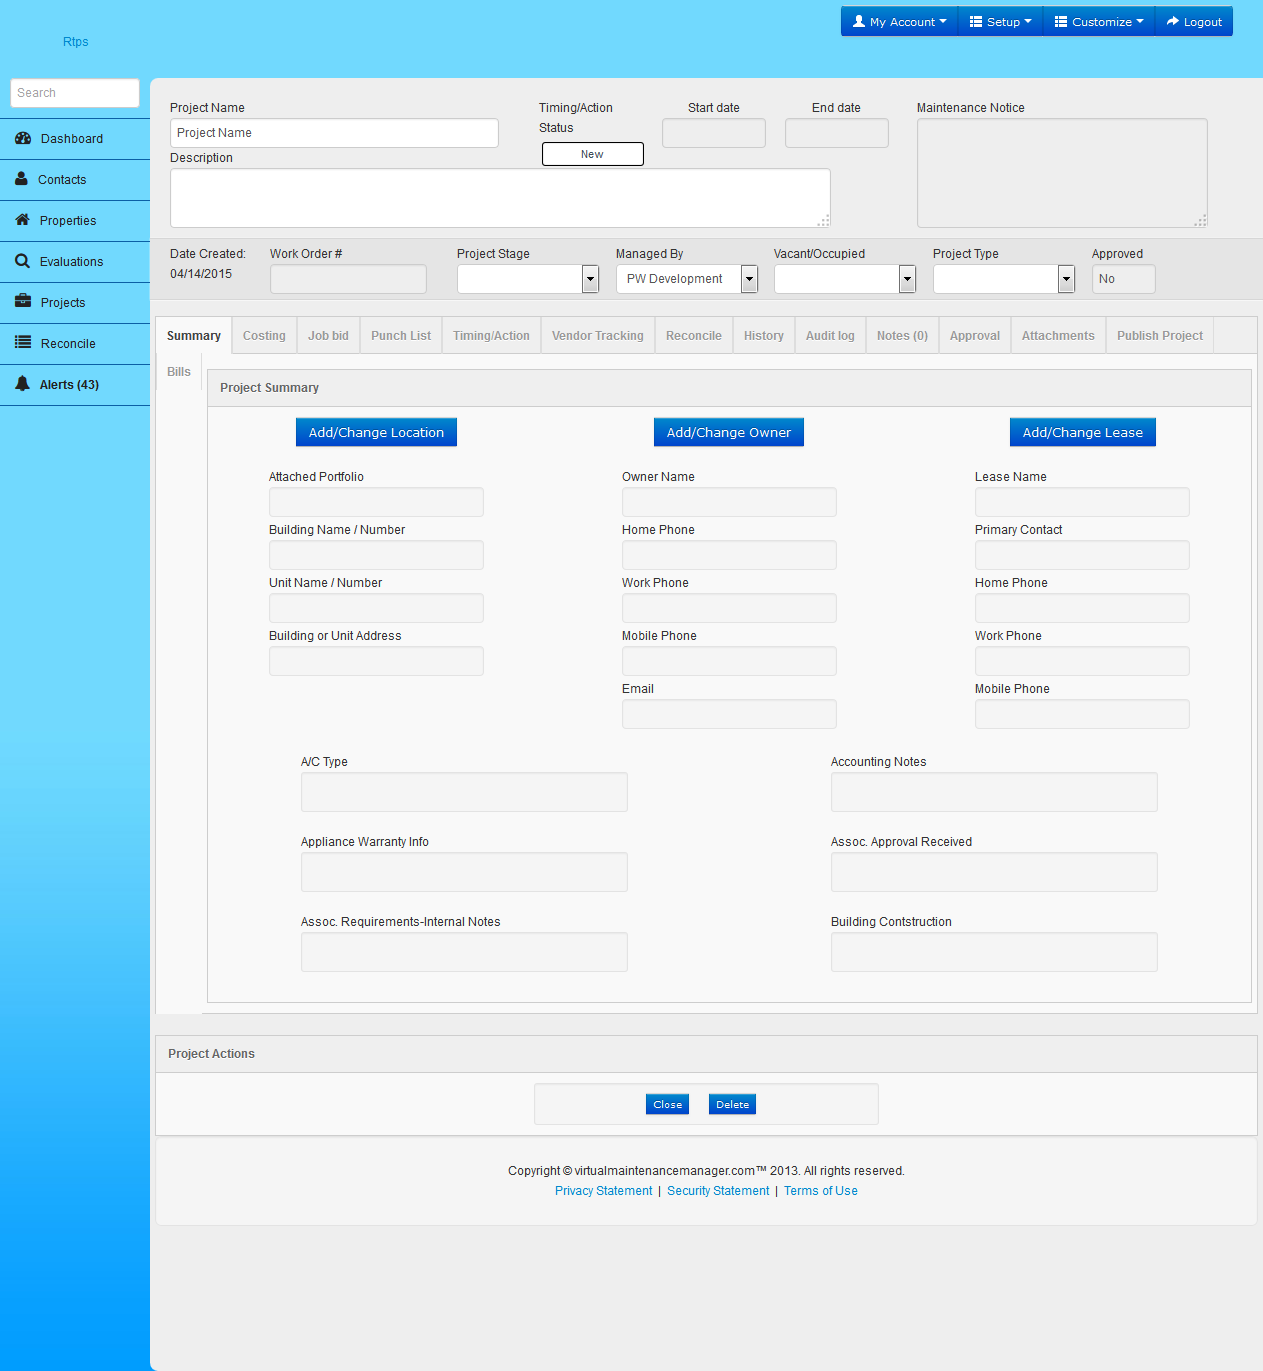 My Account
Setup
Customize
Logout
Rtps
Search
Dashboard
Contacts
Properties
Evaluations
Projects
Reconcile
Alerts (43)
Project Name
Project Name
Timing/Action
Status
New
Start date
End date
Maintenance Notice
Description
Date Created:
04/14/2015
Work Order #
Project Stage
Managed By
PW Development
Vacant/Occupied
Project Type
Approved
No
Summary
Costing
Job bid
Punch List
Timing/Action
Vendor Tracking
Reconcile
History
Audit log
Notes (0)
Approval
Attachments
Publish Project
Bills
Project Summary
Add/Change Location
Add/Change Owner
Add/Change Lease
Attached Portfolio
Building Name / Number
Unit Name / Number
Building or Unit Address
Owner Name
Home Phone
Work Phone
Mobile Phone
Email
Lease Name
Primary Contact
Home Phone
Work Phone
Mobile Phone
A/C Type
Accounting Notes
Appliance Warranty Info
Assoc. Approval Received
Assoc. Requirements-Internal Notes
Building Contstruction
Project Actions
Close
Delete
Copyright © virtualmaintenancemanager.com™ 2013. All rights reserved.
Privacy Statement | Security Statement | Terms of Use